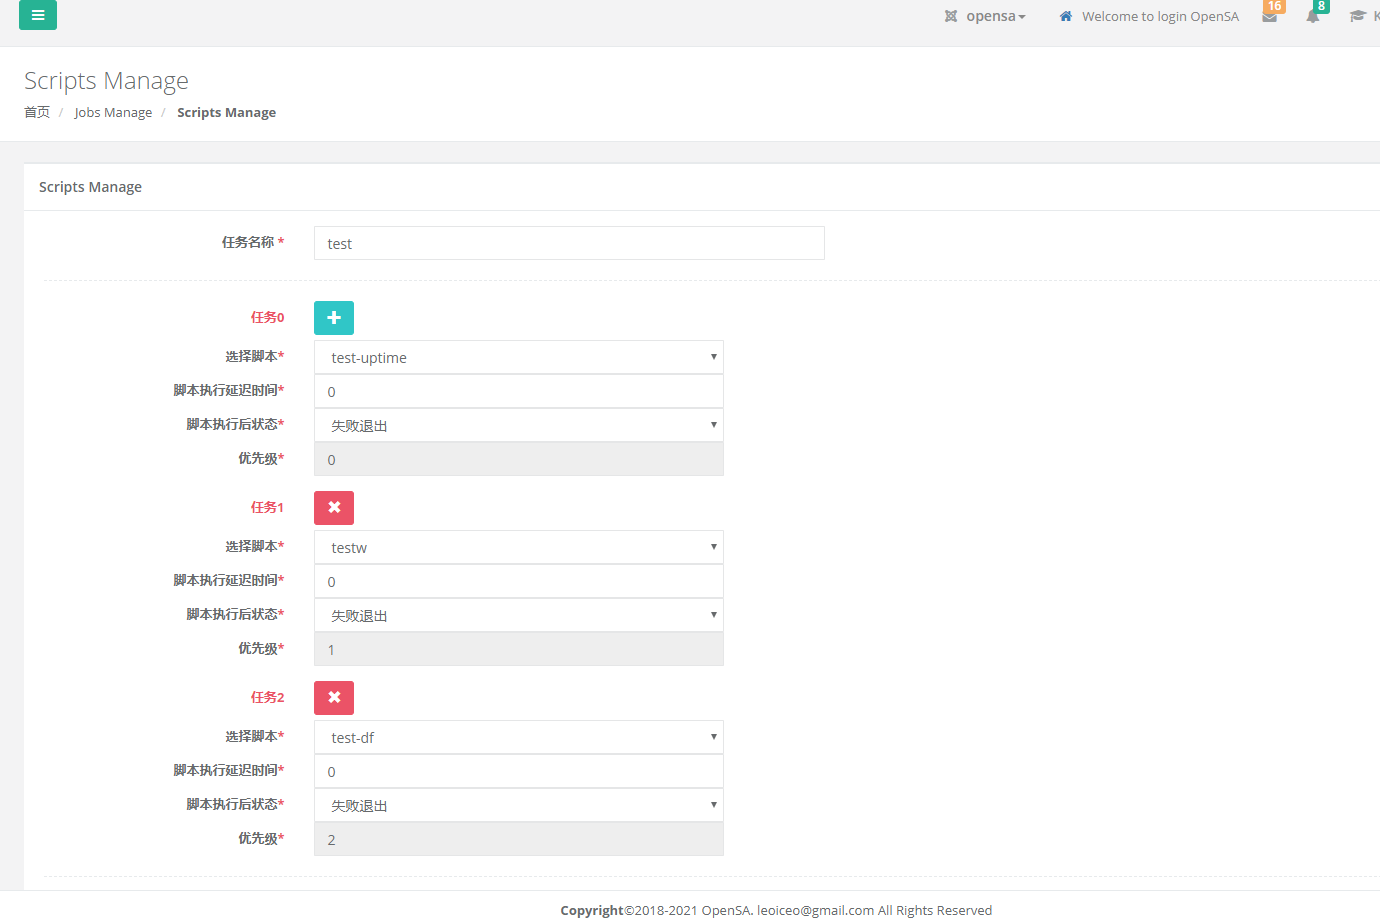 opensa Welcome to login OpenSA 16 8 K
Scripts Manage
首页 / Jobs Manage / Scripts Manage
Scripts Manage
任务名称 * test
任务0
选择脚本* test-uptime
脚本执行延迟时间* 0
脚本执行后状态* 失败退出
优先级* 0
任务1
选择脚本* testw
脚本执行延迟时间* 0
脚本执行后状态* 失败退出
优先级* 1
任务2
选择脚本* test-df
脚本执行延迟时间* 0
脚本执行后状态* 失败退出
优先级* 2
Copyright©2018-2021 OpenSA. leoiceo@gmail.com All Rights Reserved